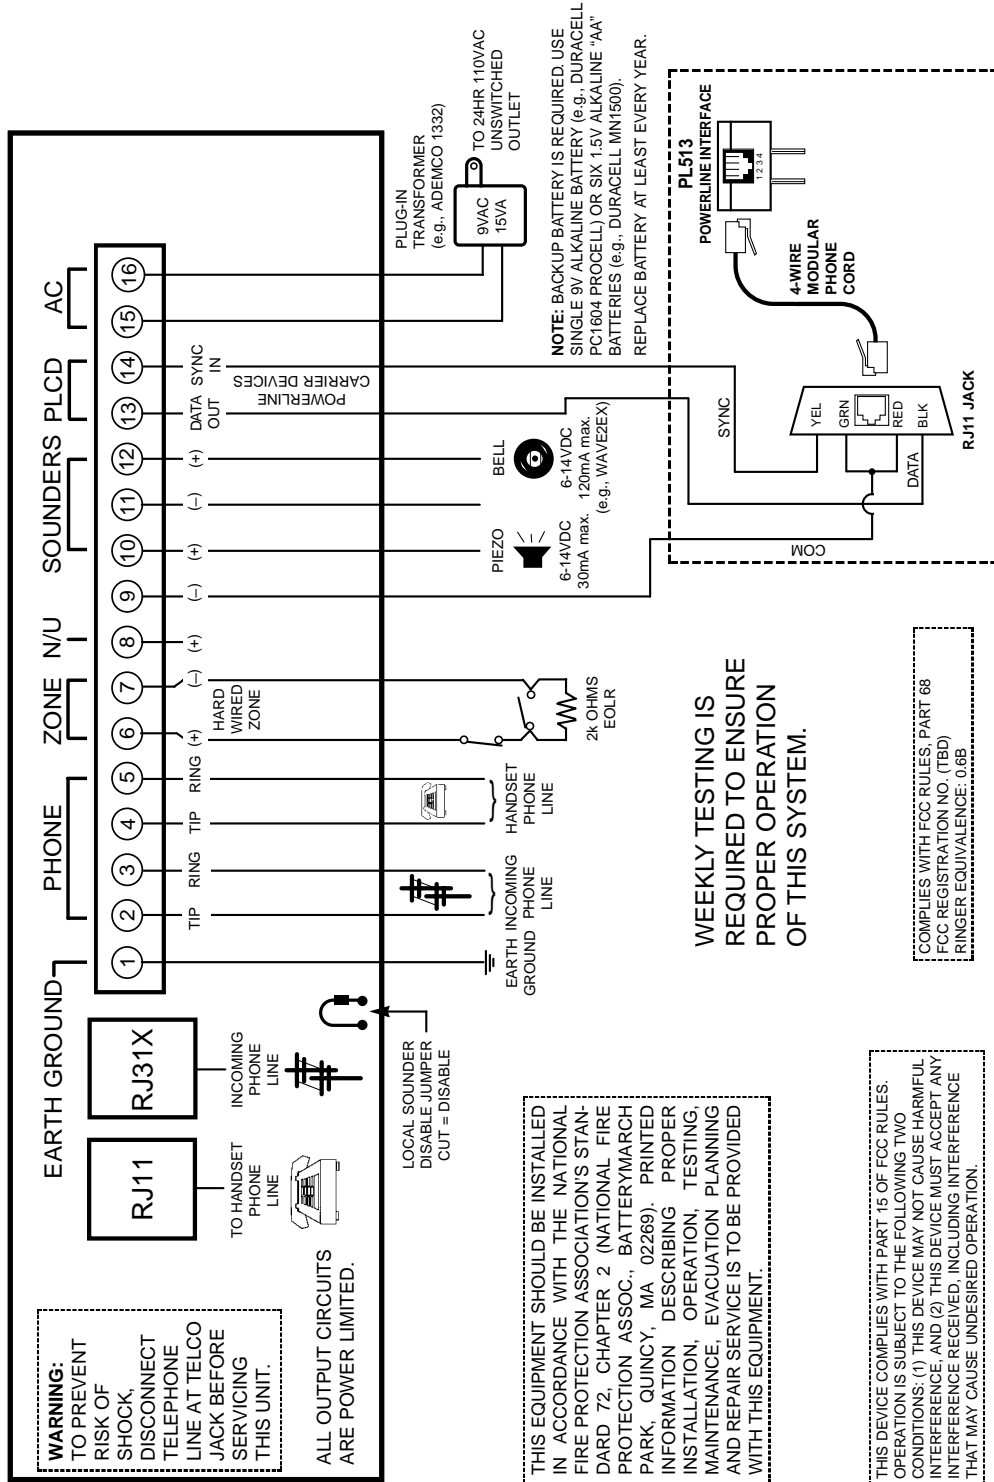 WARNING:
TO PREVENT
RISK OF
SHOCK,
DISCONNECT
TELEPHONE
LINE AT TELCO
JACK BEFORE
SERVICING
THIS UNIT.
ALL OUTPUT CIRCUITS
ARE POWER LIMITED.
RJ11
TO HANDSET
PHONE
LINE
RJ31X
INCOMING
PHONE
LINE
LOCAL SOUNDER
DISABLE JUMPER
CUT = DISABLE
EARTH GROUND
PHONE
ZONE
N/U
SOUNDERS
PLCD
AC
1
2
3
4
5
6
7
8
9
10
11
12
13
14
15
16
TIP
RING
TIP
RING
(+)
HARD
WIRED
ZONE
(–)
(+)
(–)
(+)
(–)
(+)
DATA
OUT
SYNC
IN
POWERLINE
CARRIER DEVICES
EARTH
GROUND
INCOMING
PHONE
LINE
HANDSET
PHONE
LINE
2k OHMS
EOLR
PIEZO
6-14VDC
30mA max.
BELL
6-14VDC
120mA max.
(e.g., WAVE2EX)
PLUG-IN
TRANSFORMER
(e.g., ADEMCO 1332)
9VAC
15VA
TO 24HR 110VAC
UNSWITCHED
OUTLET
NOTE: BACKUP BATTERY IS REQUIRED. USE
SINGLE 9V ALKALINE BATTERY (e.g., DURACELL
PC1604 PROCELL) OR SIX 1.5V ALKALINE “AA”
BATTERIES (e.g., DURACELL MN1500).
REPLACE BATTERY AT LEAST EVERY YEAR.
COM
SYNC
DATA
YEL
GRN
RED
BLK
RJ11 JACK
4-WIRE
MODULAR
PHONE
CORD
PL513
POWERLINE INTERFACE
1 2 3 4
THIS EQUIPMENT SHOULD BE INSTALLED
IN ACCORDANCE WITH THE NATIONAL
FIRE PROTECTION ASSOCIATION'S STAN-
DARD 72, CHAPTER 2 (NATIONAL FIRE
PROTECTION ASSOC., BATTERYMARCH
PARK, QUINCY, MA 02269). PRINTED
INFORMATION DESCRIBING PROPER
INSTALLATION, OPERATION, TESTING,
MAINTENANCE, EVACUATION PLANNING
AND REPAIR SERVICE IS TO BE PROVIDED
WITH THIS EQUIPMENT.
WEEKLY TESTING IS
REQUIRED TO ENSURE
PROPER OPERATION
OF THIS SYSTEM.
THIS DEVICE COMPLIES WITH PART 15 OF FCC RULES.
OPERATION IS SUBJECT TO THE FOLLOWING TWO
CONDITIONS: (1) THIS DEVICE MAY NOT CAUSE HARMFUL
INTERFERENCE, AND (2) THIS DEVICE MUST ACCEPT ANY
INTERFERENCE RECEIVED, INCLUDING INTERFERENCE
THAT MAY CAUSE UNDESIRED OPERATION.
COMPLIES WITH FCC RULES, PART 68
FCC REGISTRATION NO. (TBD)
RINGER EQUIVALENCE: 0.6B